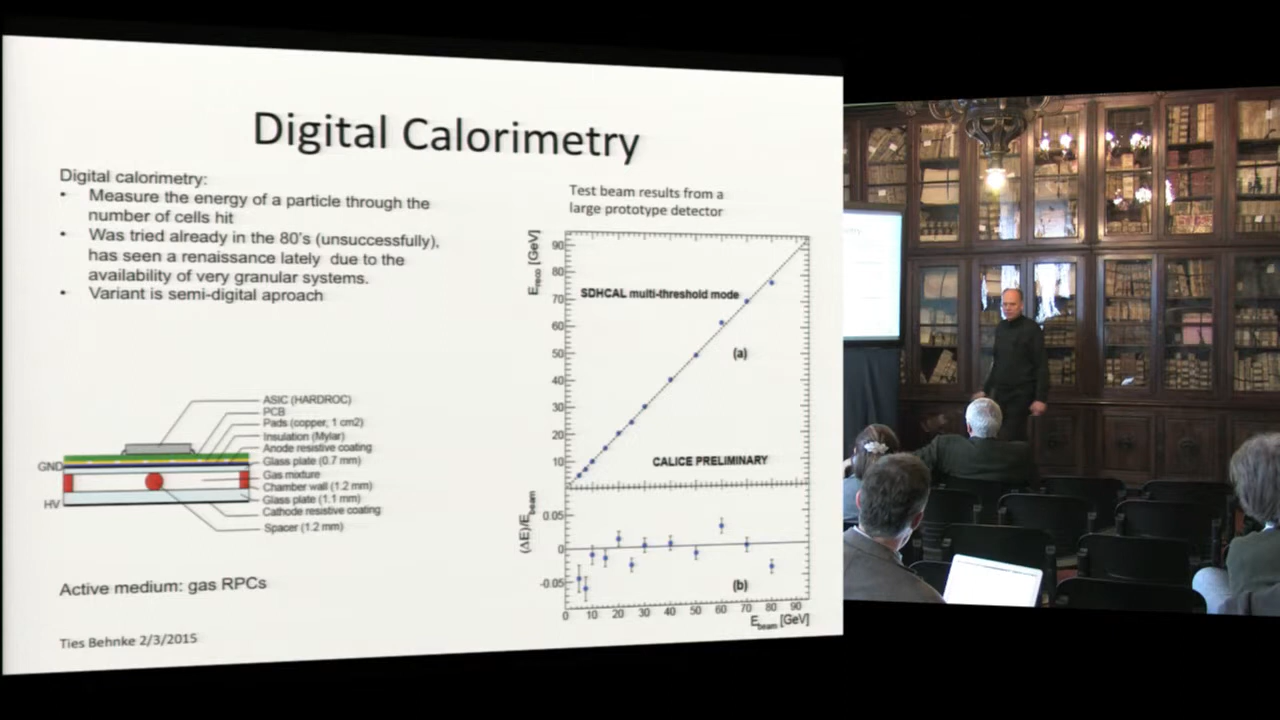 Digital Calorimetry
Digital calorimetry:
• Measure the energy of a particle through the
number of cells hit
• Was tried already in the 80's (unsuccessfully),
has seen a renaissance lately due to the
availability of very granular systems.
• Variant is semi-digital aproach
ASIC (HARDROC)
PCB
Pads (copper, 1 cm2)
Insulation (Mylar)
Anode resistive coating
Glass plate (0.7 mm)
Gas mixture
Chamber wall (1.2 mm)
Glass plate (1.1 mm)
Cathode resistive coating
Spacer (1.2 mm)
GND
HV
Active medium: gas RPCs
Ties Behnke 2/3/2015
Test beam results from a
large prototype detector
E_reco [GeV]
90
80
70
60
50
40
30
20
10
SDHCAL multi-threshold mode
(a)
CALICE PRELIMINARY
(ΔE)/E_beam
0.05
0
-0.05
(b)
0 10 20 30 40 50 60 70 80 90
E_beam [GeV]